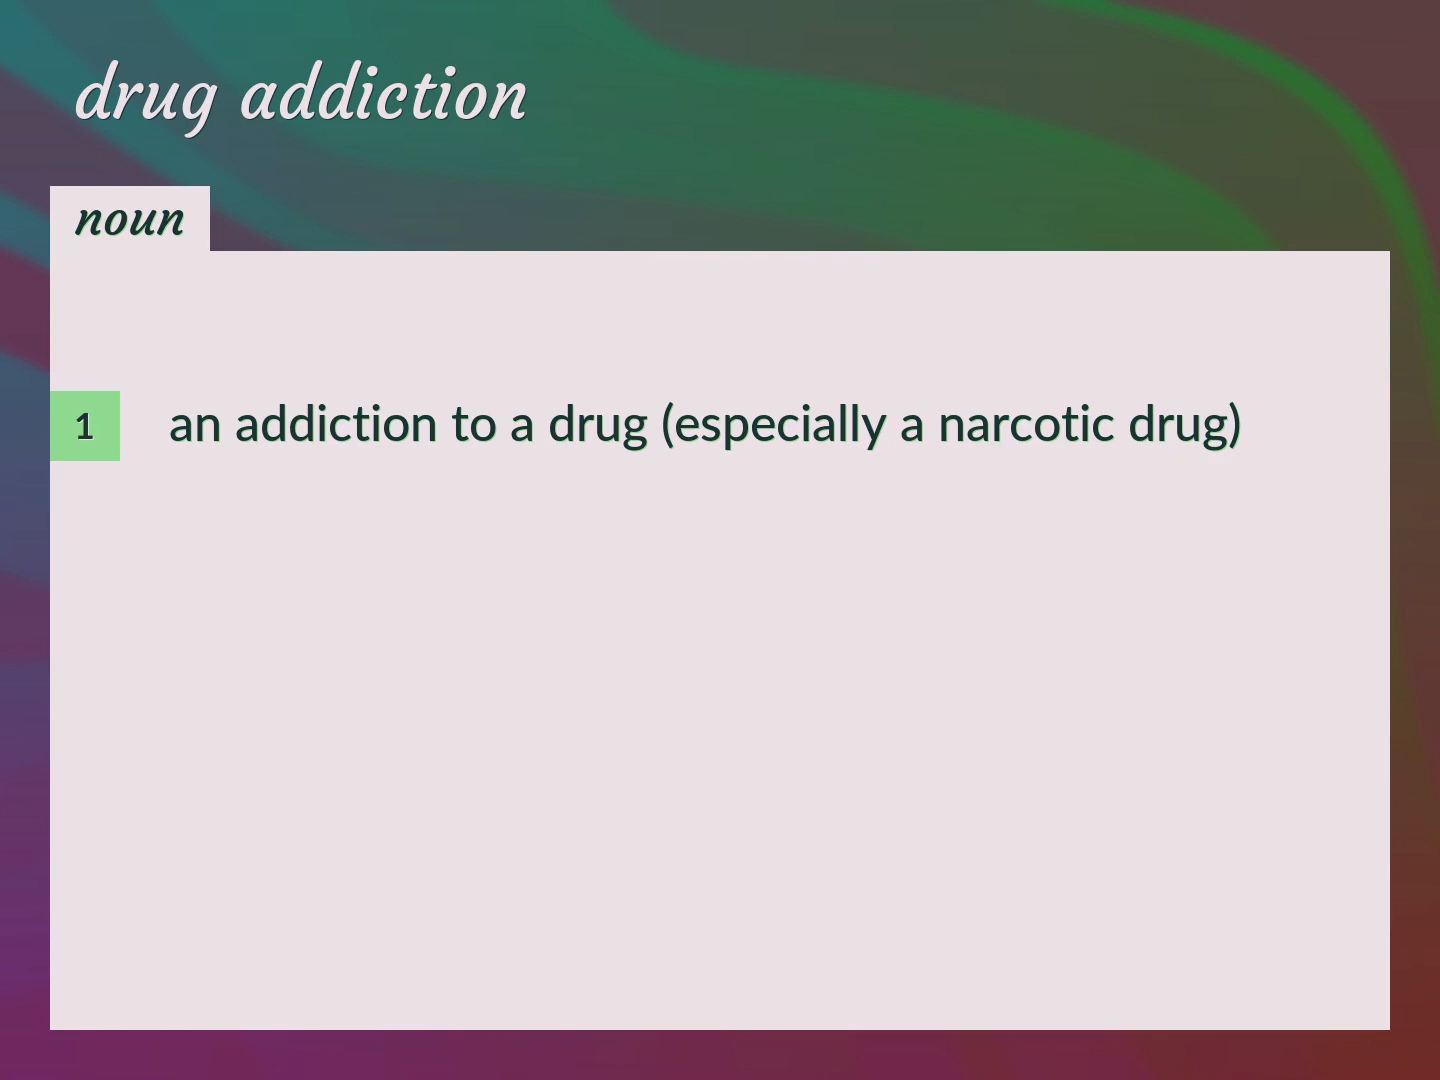 drug addiction
noun
1 an addiction to a drug (especially a narcotic drug)